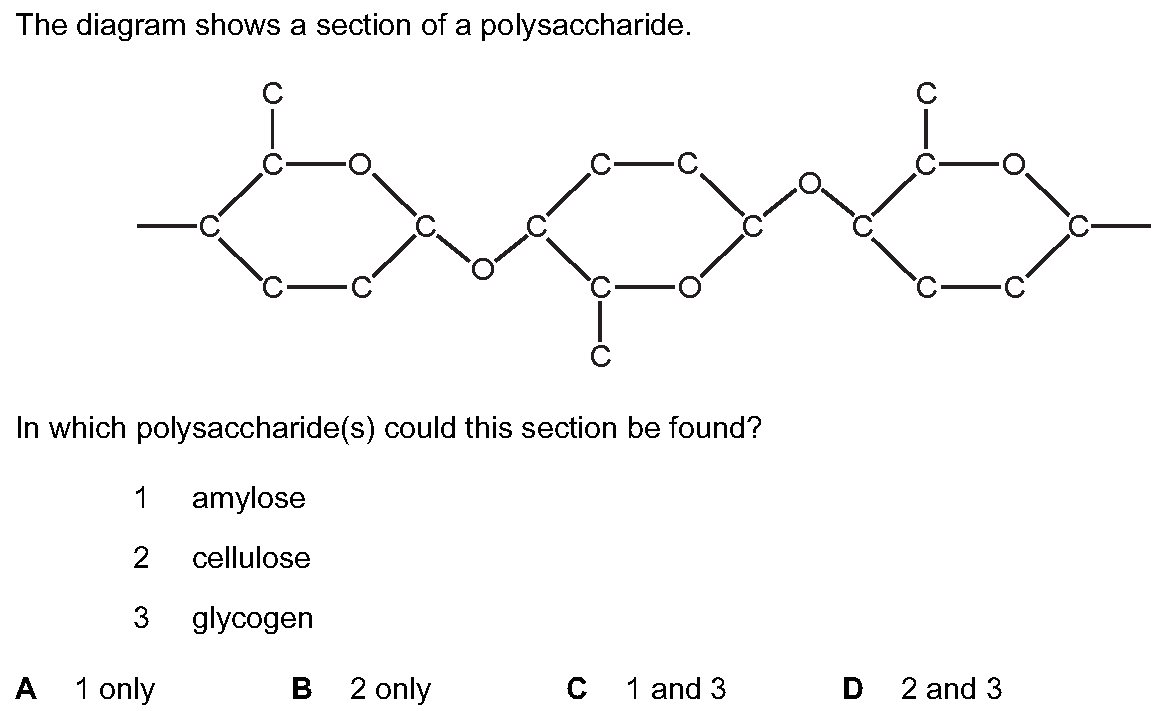 The diagram shows a section of a polysaccharide.
C C
C O C C O C O
C C C C C C
O
C C C O C C
C
In which polysaccharide(s) could this section be found?
1 amylose
2 cellulose
3 glycogen
A 1 only B 2 only C 1 and 3 D 2 and 3